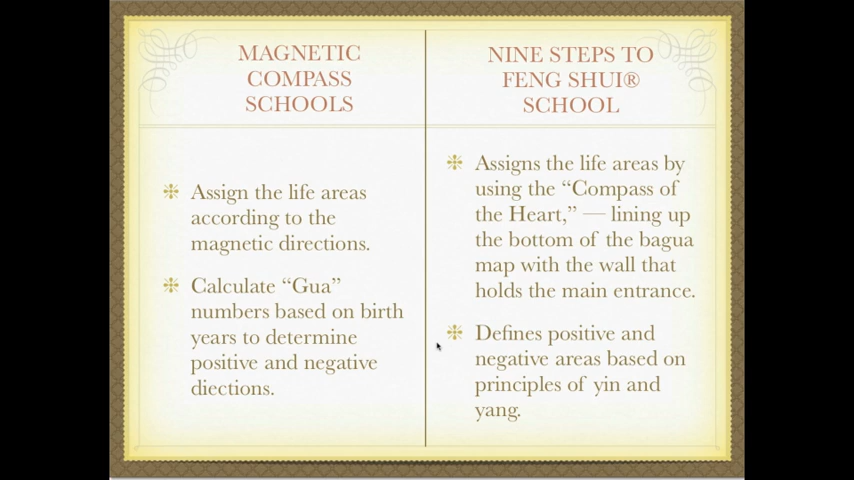 MAGNETIC
COMPASS
SCHOOLS
Assign the life areas
according to the
magnetic directions.
Calculate “Gua”
numbers based on birth
years to determine
positive and negative
diections.
NINE STEPS TO
FENG SHUI®
SCHOOL
Assigns the life areas by
using the “Compass of
the Heart,” — lining up
the bottom of the bagua
map with the wall that
holds the main entrance.
Defines positive and
negative areas based on
principles of yin and
yang.